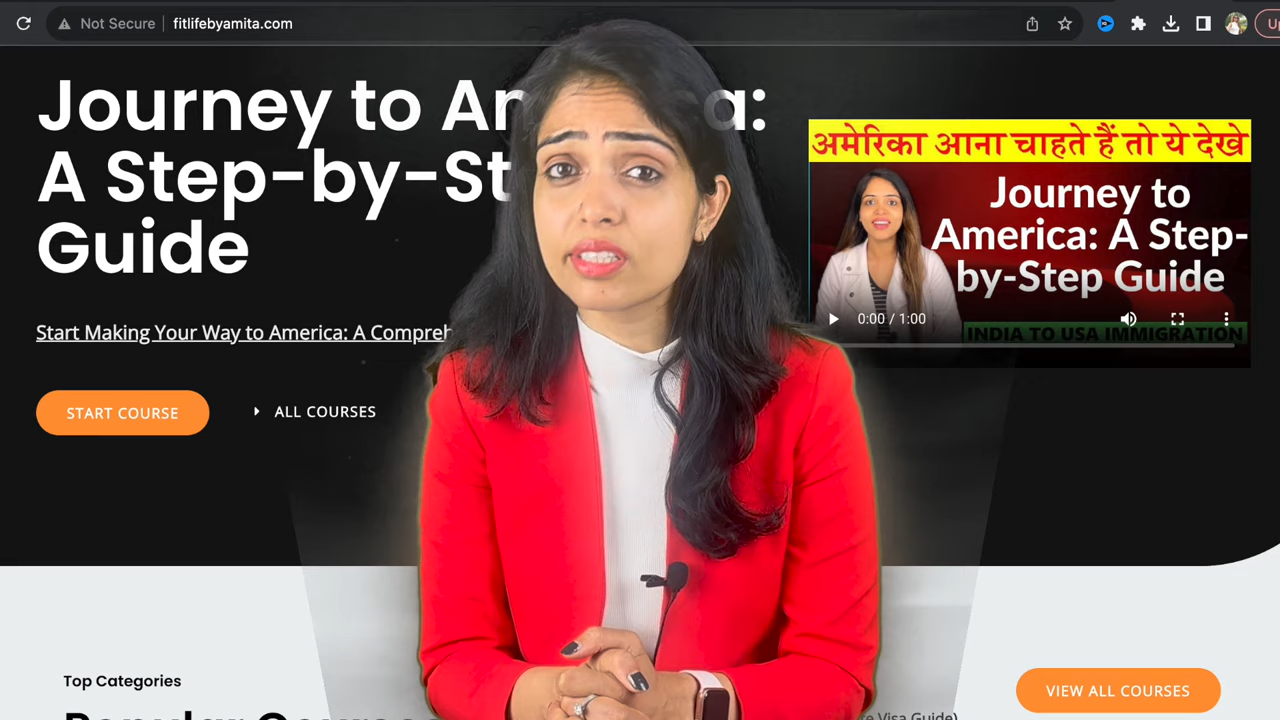 Not Secure
fitlifebyamita.com
Journey to
A Step-by-St
Guide
Start Making Your Way to America: A
START COURSE
ALL COURSES
अमेरिका आना चाहते हैं तो ये देखे
Journey to
America: A Step-
by-Step Guide
0:00 / 1:00
INDIA TO USA IMMIGRATION
Top Categories
VIEW ALL COURSES
Visa Guide)